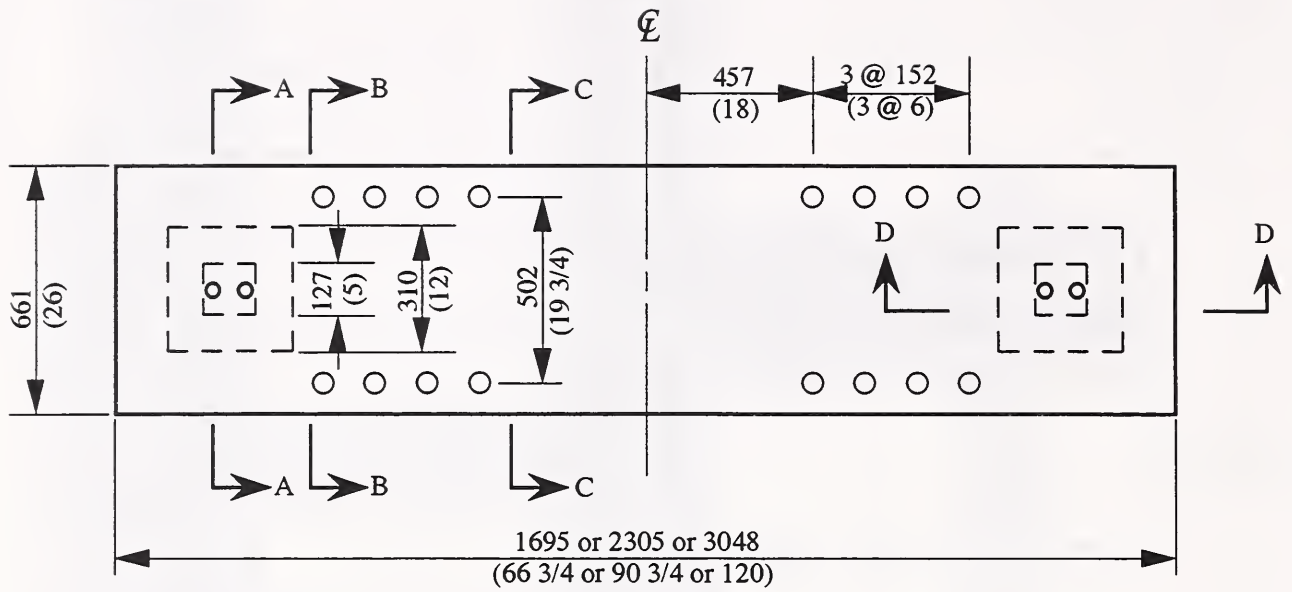 ℄
A
B
C
457
(18)
3 @ 152
(3 @ 6)
D
D
661
(26)
127
(5)
310
(12)
502
(19 3/4)
A
B
C
1695 or 2305 or 3048
(66 3/4 or 90 3/4 or 120)